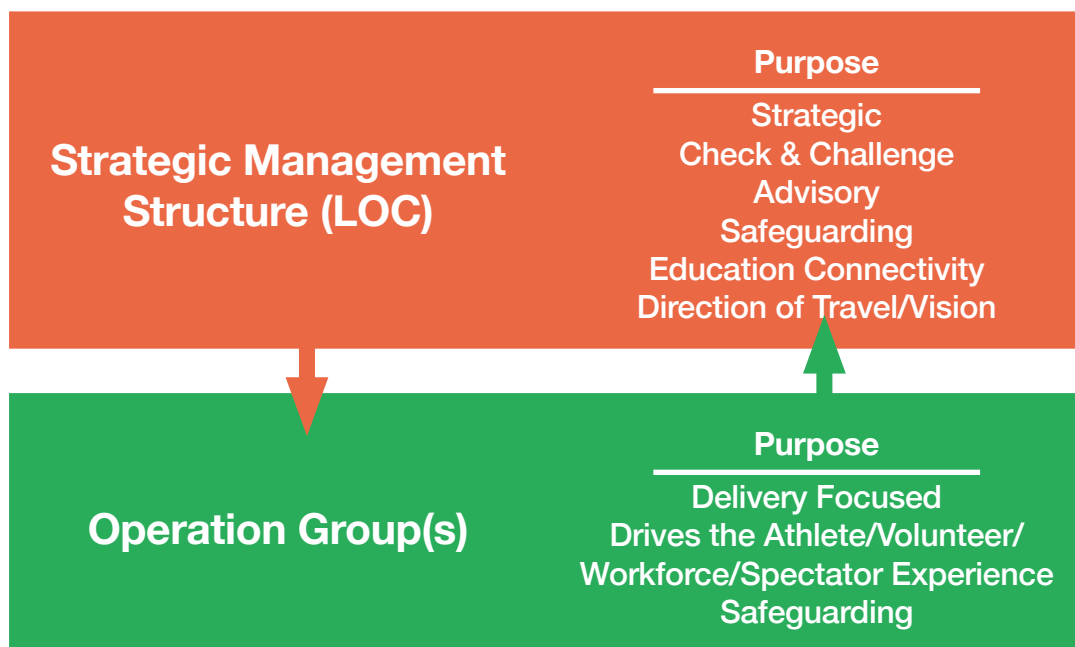 Strategic Management
Structure (LOC)
Purpose
Strategic
Check & Challenge
Advisory
Safeguarding
Education Connectivity
Direction of Travel/Vision
Operation Group(s)
Purpose
Delivery Focused
Drives the Athlete/Volunteer/
Workforce/Spectator Experience
Safeguarding